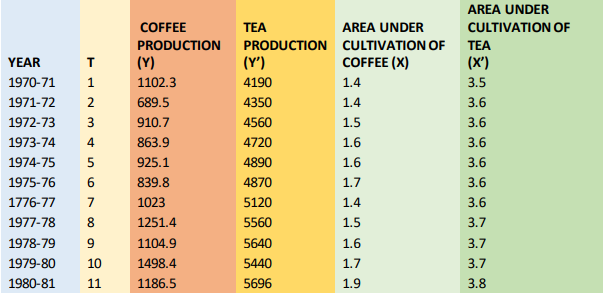 YEAR T COFFEE PRODUCTION (Y) TEA PRODUCTION (Y’) AREA UNDER CULTIVATION OF COFFEE (X) AREA UNDER CULTIVATION OF TEA (X’)
1970-71 1 1102.3 4190 1.4 3.5
1971-72 2 689.5 4350 1.4 3.6
1972-73 3 910.7 4560 1.5 3.6
1973-74 4 863.9 4720 1.6 3.6
1974-75 5 925.1 4890 1.6 3.6
1975-76 6 839.8 4870 1.7 3.6
1776-77 7 1023 5120 1.4 3.6
1977-78 8 1251.4 5560 1.5 3.7
1978-79 9 1104.9 5640 1.6 3.7
1979-80 10 1498.4 5440 1.7 3.7
1980-81 11 1186.5 5696 1.9 3.8